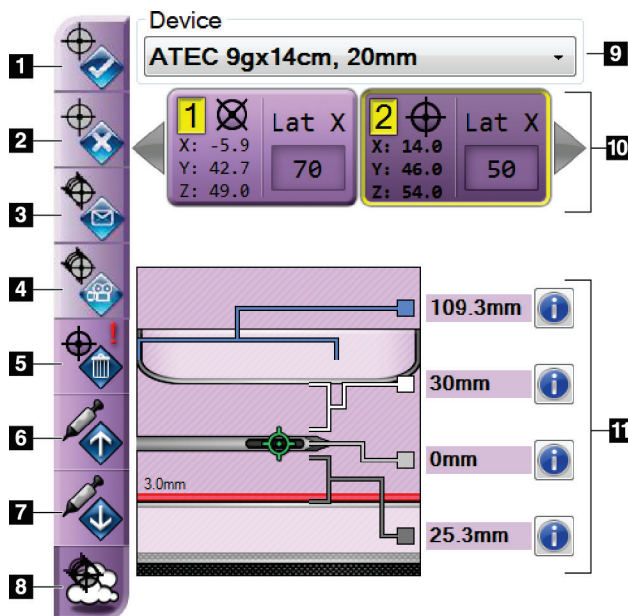 Device
1
ATEC 9gx14cm, 20mm
9
2
1
Lat X
X: -5.9
Y: 42.7
Z: 49.0
70
2
Lat X
X: 14.0
Y: 46.0
Z: 54.0
50
10
3
4
109.3mm
5
!
30mm
6
11
0mm
3.0mm
7
25.3mm
8